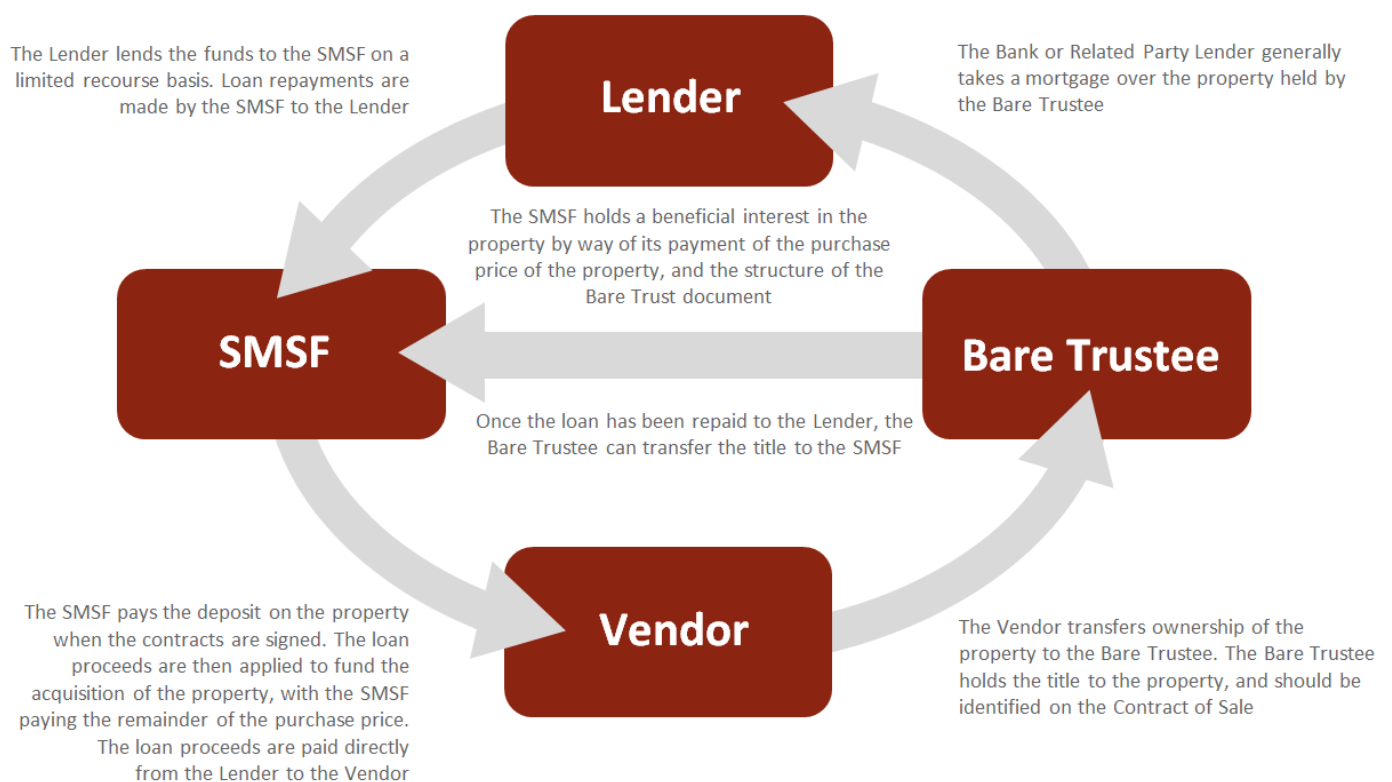 The Lender lends the funds to the SMSF on a
limited recourse basis. Loan repayments are
made by the SMSF to the Lender
Lender
The Bank or Related Party Lender generally
takes a mortgage over the property held by
the Bare Trustee
The SMSF holds a beneficial interest in the
property by way of its payment of the purchase
price of the property, and the structure of the
Bare Trust document
SMSF
Bare Trustee
Once the loan has been repaid to the Lender, the
Bare Trustee can transfer the title to the SMSF
The SMSF pays the deposit on the property
when the contracts are signed. The loan
proceeds are then applied to fund the
acquisition of the property, with the SMSF
paying the remainder of the purchase price.
The loan proceeds are paid directly
from the Lender to the Vendor
Vendor
The Vendor transfers ownership of the
property to the Bare Trustee. The Bare Trustee
holds the title to the property, and should be
identified on the Contract of Sale